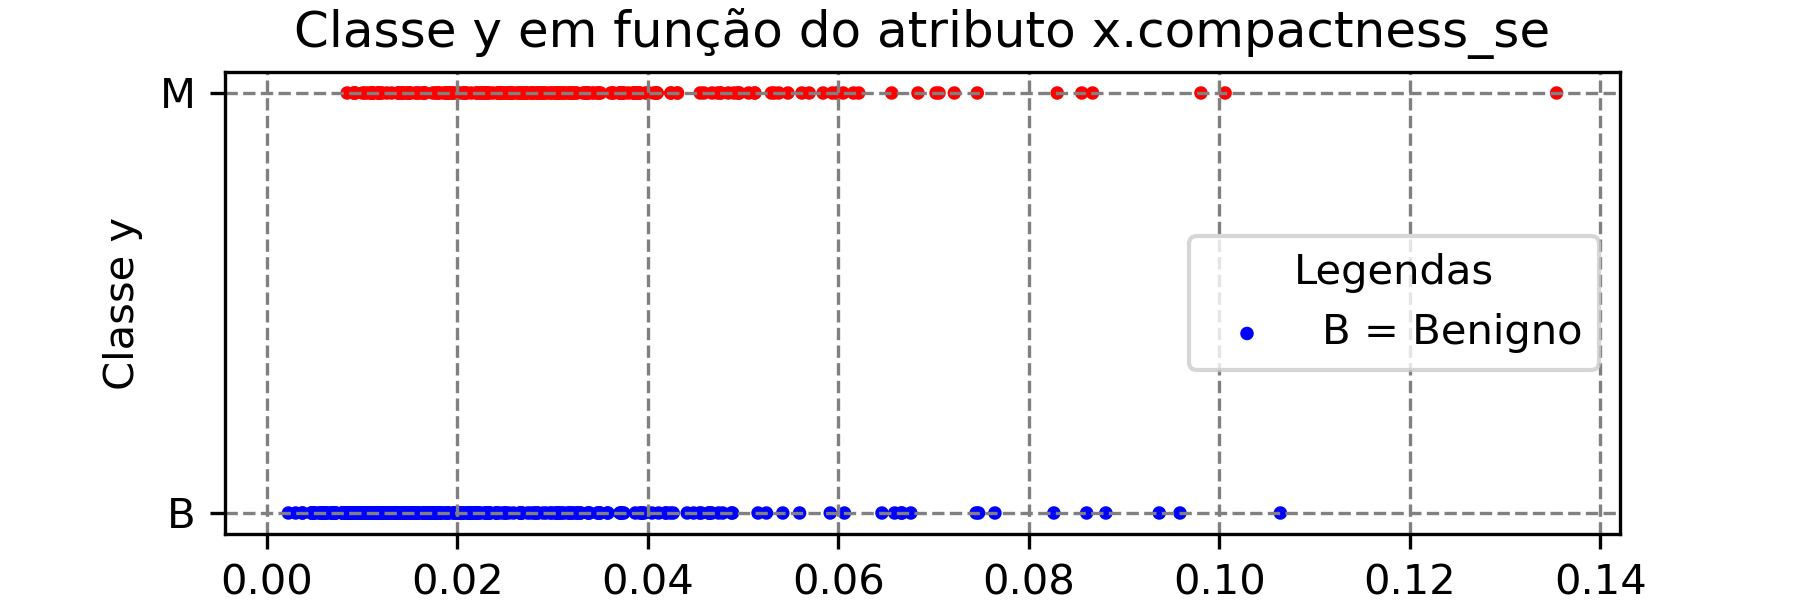 Classe y em função do atributo x.compactness_se
M
Classe y
Legendas
B = Benigno
B
0.00 0.02 0.04 0.06 0.08 0.10 0.12 0.14